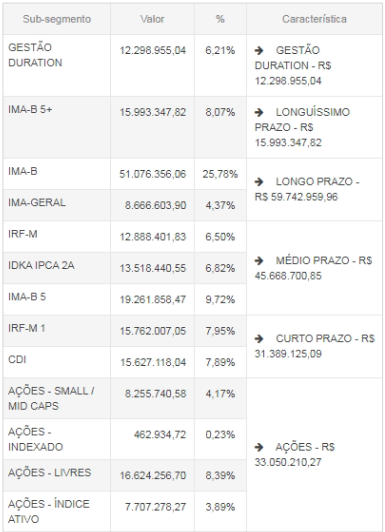 Sub-segmento Valor % Característica
GESTÃO DURATION 12.298.955,04 6,21% → GESTÃO DURATION - R$ 12.298.955,04
IMA-B 5+ 15.993.347,82 8,07% → LONGUÍSSIMO PRAZO - R$ 15.993.347,82
IMA-B 51.076.356,06 25,78% → LONGO PRAZO - R$ 59.742.959,96
IMA-GERAL 8.666.603,90 4,37%
IRF-M 12.888.401,83 6,50% → MÉDIO PRAZO - R$ 45.668.700,85
IDKA IPCA 2A 13.518.440,55 6,82%
IMA-B 5 19.261.858,47 9,72%
IRF-M 1 15.762.007,05 7,95% → CURTO PRAZO - R$ 31.389.125,09
CDI 15.627.118,04 7,89%
AÇÕES - SMALL / MID CAPS 8.255.740,58 4,17% → AÇÕES - R$ 33.050.210,27
AÇÕES - INDEXADO 462.934,72 0,23%
AÇÕES - LIVRES 16.624.256,70 8,39%
AÇÕES - ÍNDICE ATIVO 7.707.278,27 3,89%